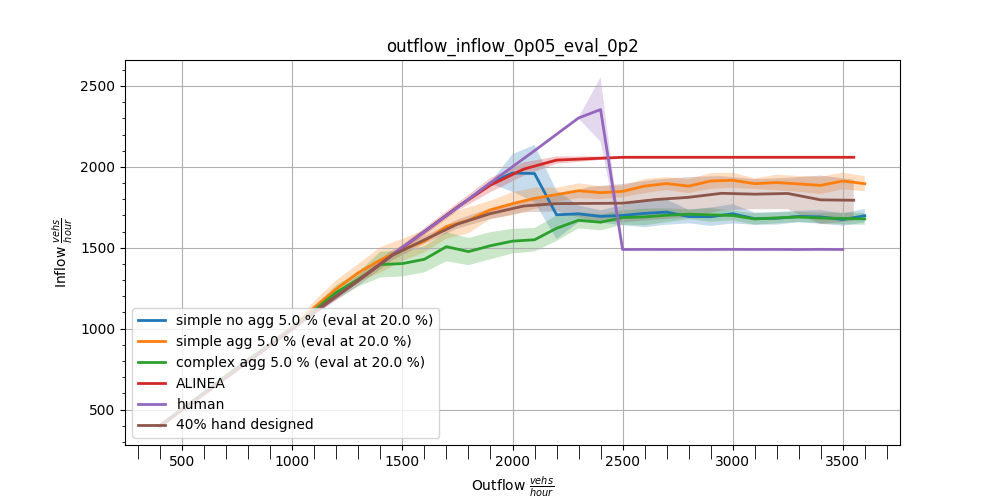 outflow_inflow_0p05_eval_0p2
Inflow vehs/hour
2500
2000
1500
1000
500
simple no agg 5.0 % (eval at 20.0 %)
simple agg 5.0 % (eval at 20.0 %)
complex agg 5.0 % (eval at 20.0 %)
ALINEA
human
40% hand designed
500 1000 1500 2000 2500 3000 3500
Outflow vehs/hour